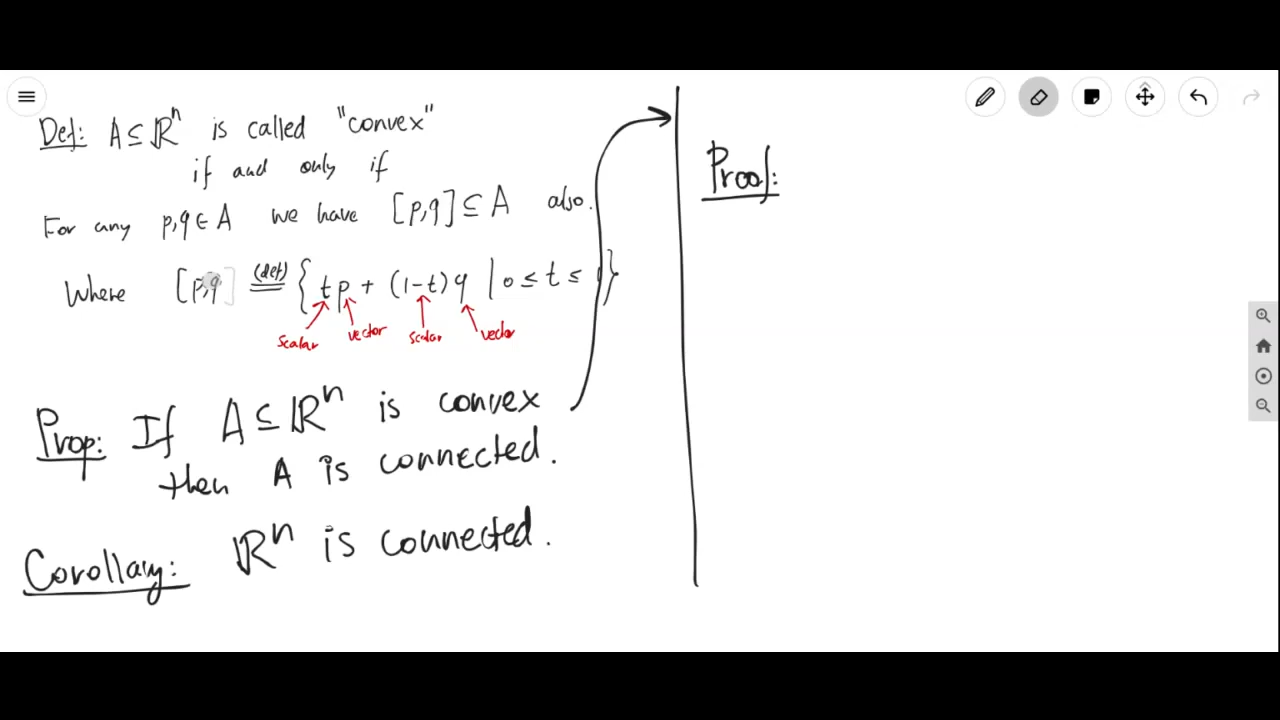 Def: A ⊆ ℝⁿ is called "convex"
if and only if
For any p,q ∈ A we have [p,q] ⊆ A also.
Where [p,q] (def) = { tp + (1-t)q | 0 ≤ t ≤ 1 }
scalar vector scalar vector
Prop: If A ⊆ ℝⁿ is convex
then A is connected.
Corollary: ℝⁿ is connected.
Proof: